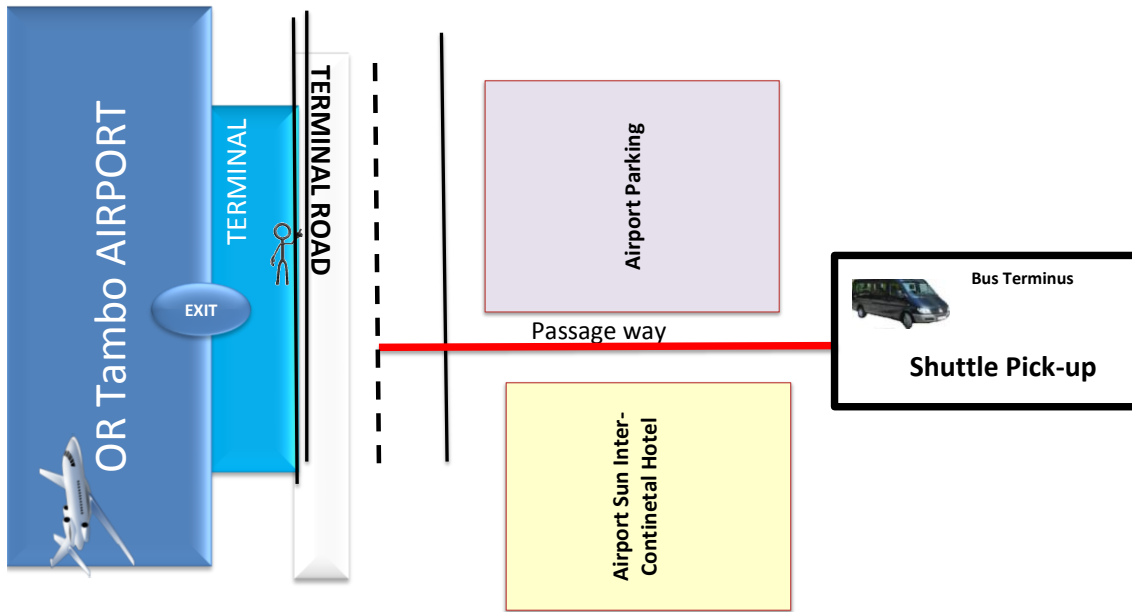 OR Tambo AIRPORT
TERMINAL
EXIT
TERMINAL ROAD
Airport Parking
Passage way
Airport Sun Inter-
Continetal Hotel
Bus Terminus
Shuttle Pick-up